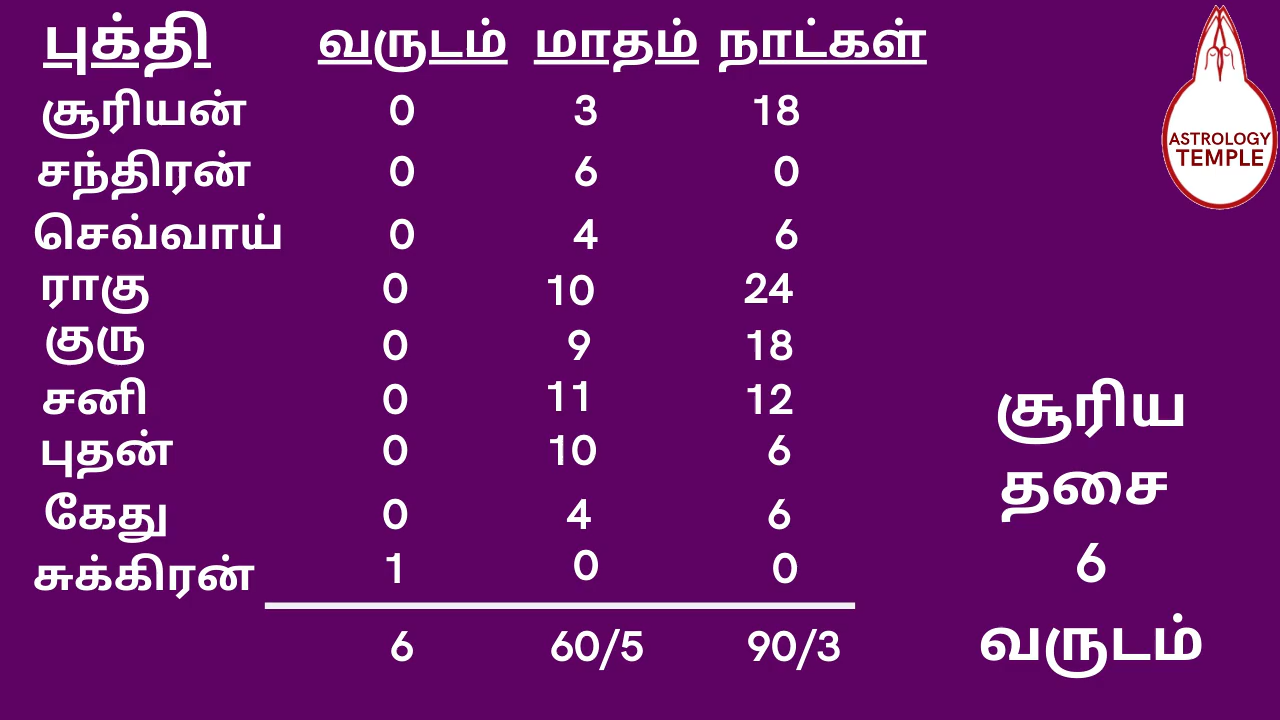 புக்தி வருடம் மாதம் நாட்கள்
சூரியன் 0 3 18
சந்திரன் 0 6 0
செவ்வாய் 0 4 6
ராகு 0 10 24
குரு 0 9 18
சனி 0 11 12
புதன் 0 10 6
கேது 0 4 6
சுக்கிரன் 1 0 0
6 60/5 90/3
ASTROLOGY
TEMPLE
சூரிய
தசை
6
வருடம்